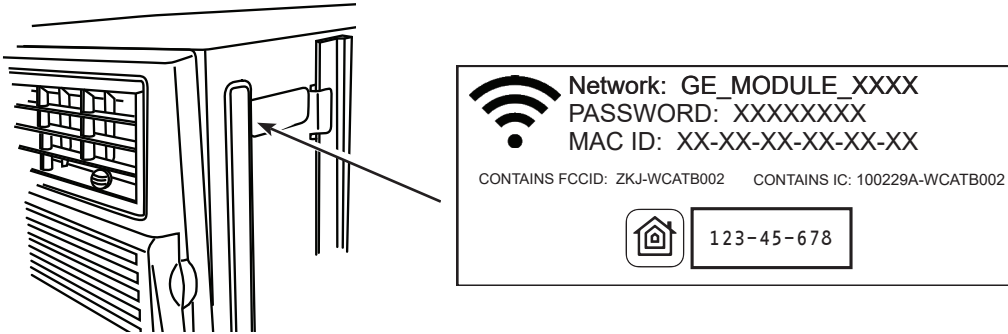 Network: GE_MODULE_XXXX
PASSWORD: XXXXXXXX
MAC ID: XX-XX-XX-XX-XX-XX
CONTAINS FCCID: ZKJ-WCATB002 CONTAINS IC: 100229A-WCATB002
123-45-678